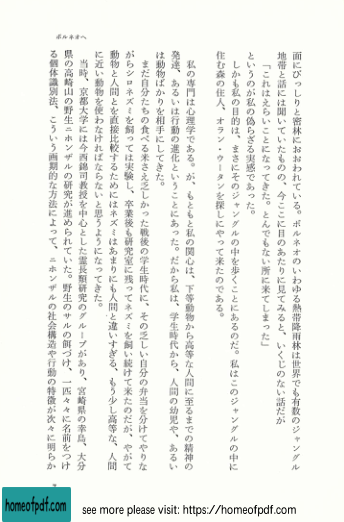 ボルネオへ
面にびっしりと密林におおわれている。ボルネオのいわゆる熱帯降雨林は世界でも有数のジャングル
地帯と話には聞いていたものの、今ここに目のあたりに見てみると、いくじのない話だが
「これはえらいことになってきた。とんでもない所に来てしまった」
というのが私の偽らざる実感であった。
しかも私の目的は、まさにそのジャングルの中を歩くことにあるのだ。私はこのジャングルの中に
住む森の住人、オラン・ウータンを探しにやって来たのである。
私の専門は心理学である。が、もともと私の関心は、下等動物から高等な人間に至るまでの精神の
発達、あるいは行動の進化ということにあった。だから私は、学生時代から、人間の幼児や、あるい
は動物ばかりを相手にしてきた。
まだ自分たちの食べる米さえ乏しかった戦後の学生時代に、その乏しい自分の弁当を分けてやりな
がらシロネズミを飼っては実験し、卒業後も研究室に残ってネズミを飼い続けて来たのだが、やがて
動物と人間とを直接比較するためにはネズミはあまりにも人間と違いすぎる、もう少し高等な、人間
に近い動物を使わなければならないと思うようになってきた。
当時、京都大学には今西錦司教授を中心とした霊長類研究のグループがあり、宮崎県の幸島、大分
県の高崎山の野生ニホンザルの研究が進められていた。野生のサルの餌づけ、一匹々々に名前をつけ
る個体識別法、こういう画期的な方法によって、ニホンザルの社会構造や行動の特徴が次々に明らか
homeofpdf.com
see more please visit: https://homeofpdf.com